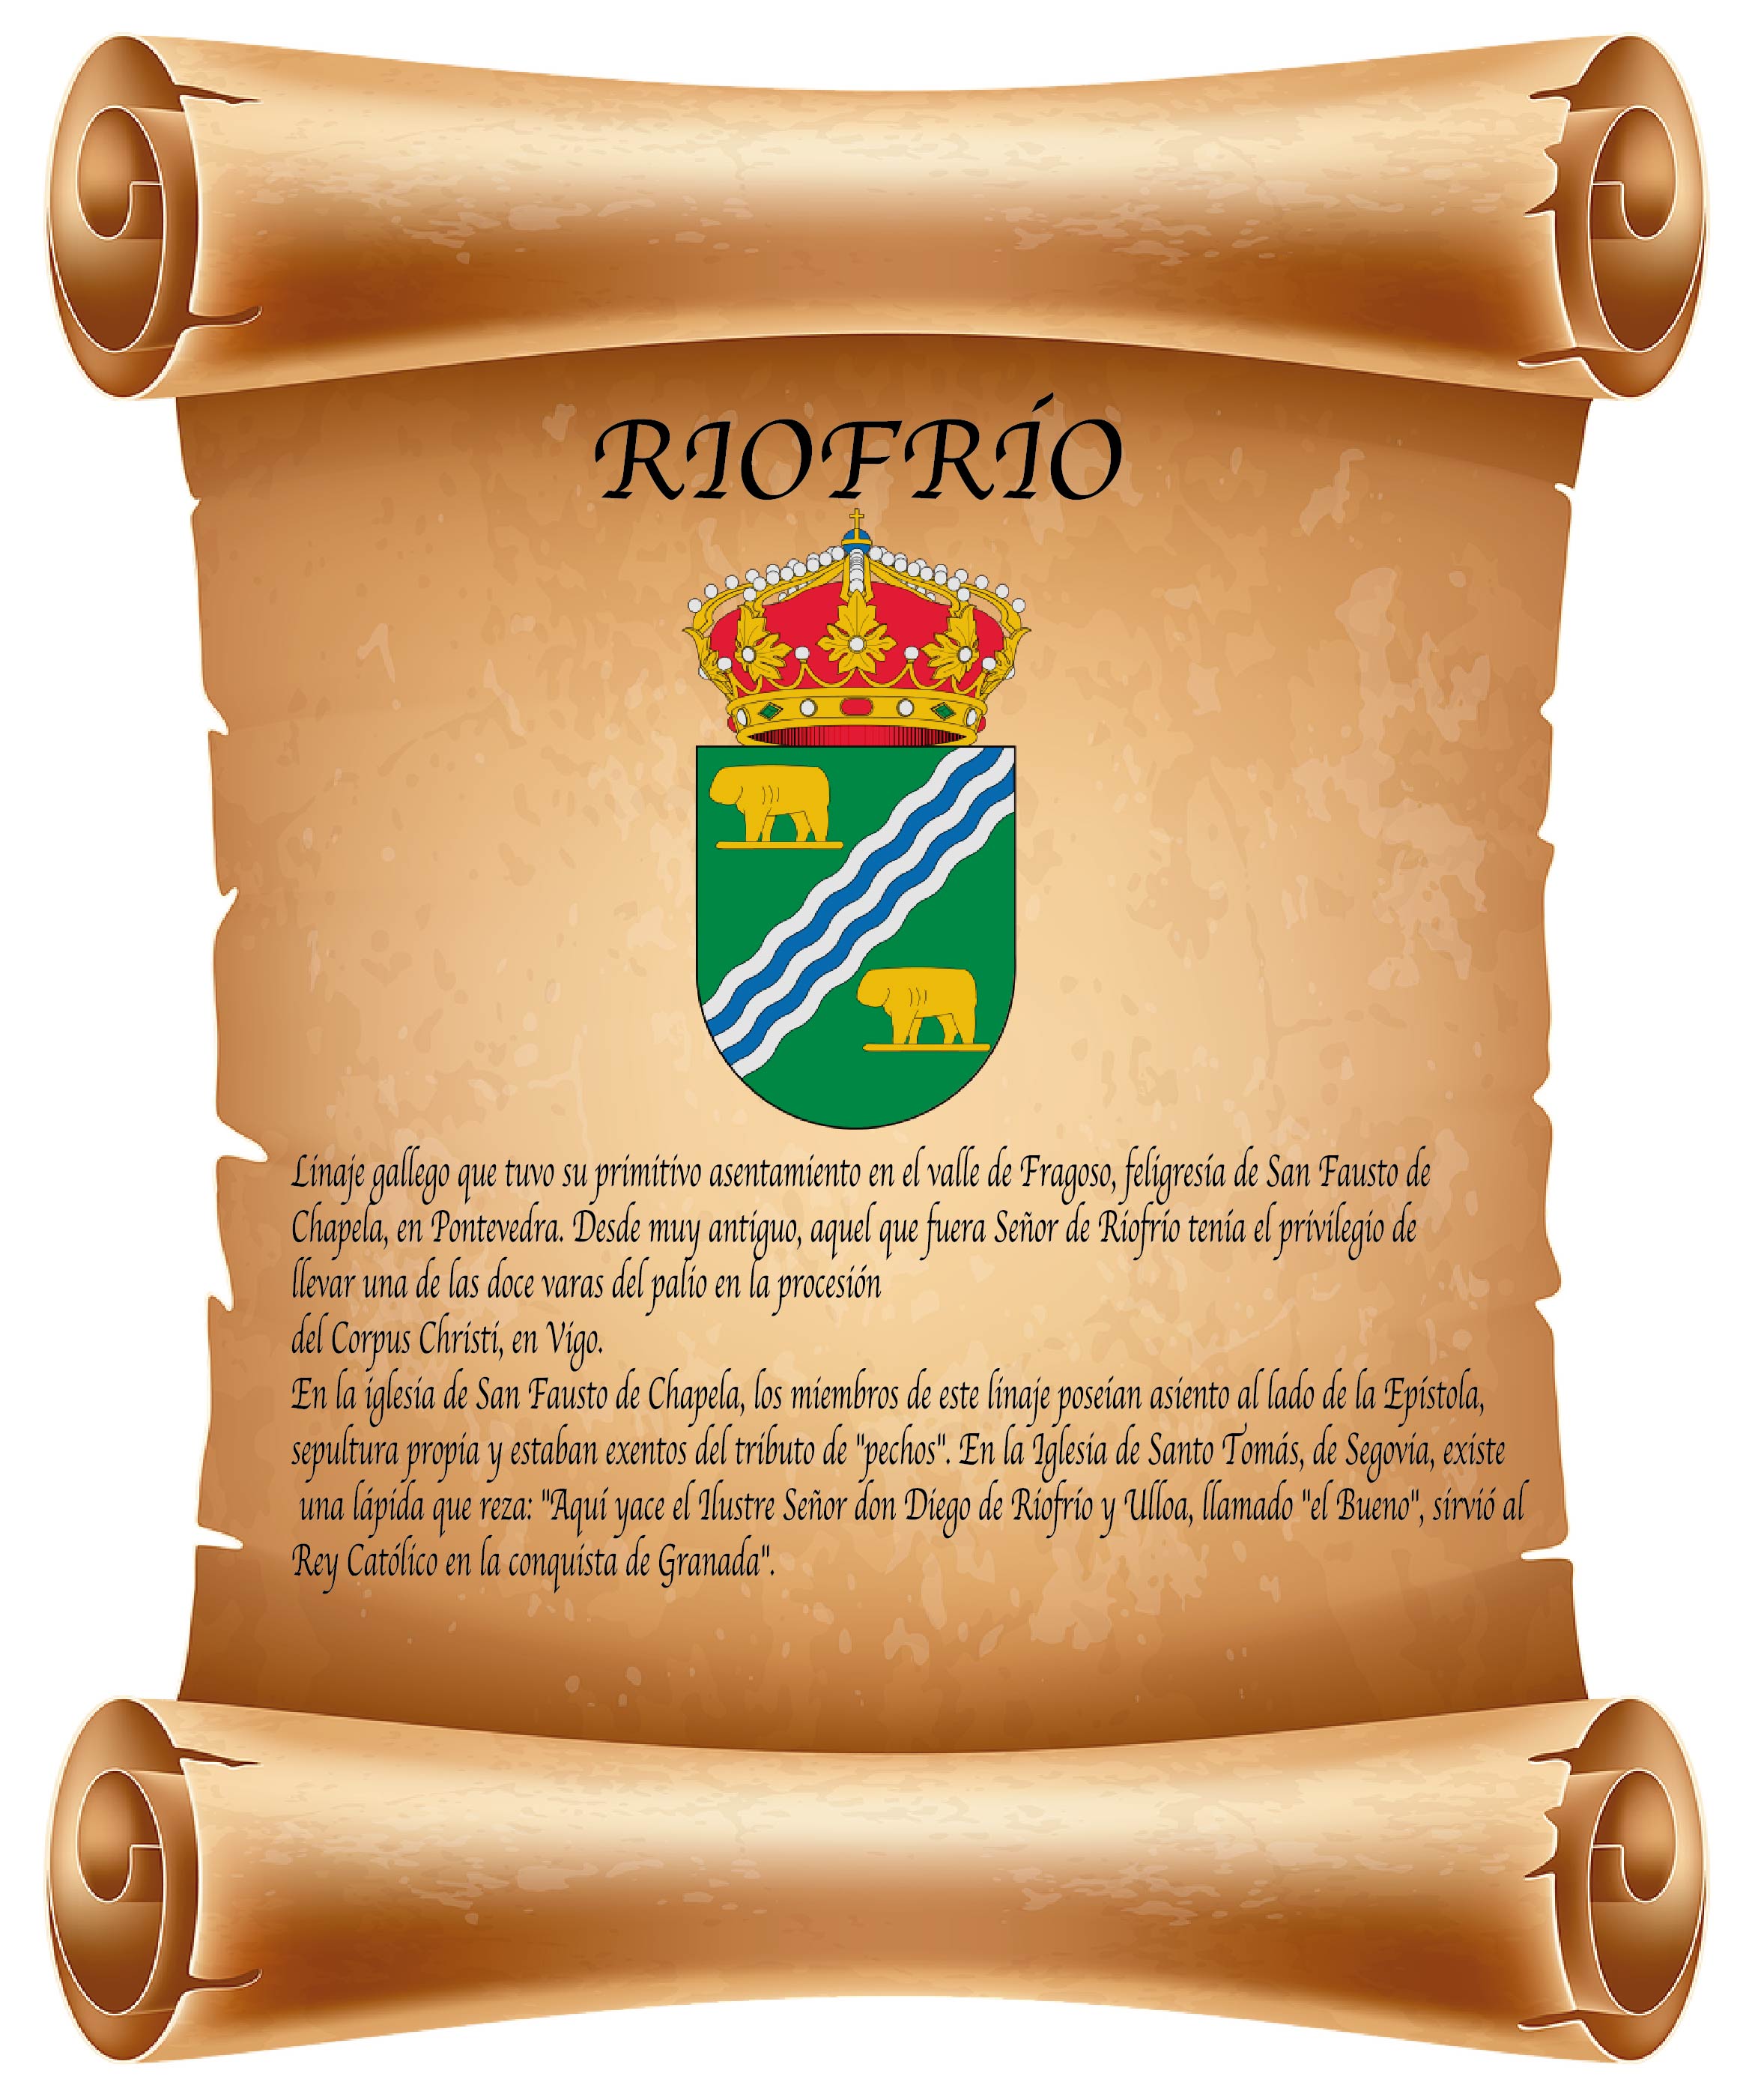 RIOFRÍO
Linaje gallego que tuvo su primitivo asentamiento en el valle de Fragoso, feligresía de San Fausto de
Chapela, en Pontevedra. Desde muy antiguo, aquel que fuera Señor de Riofrío tenía el privilegio de
llevar una de las doce varas del palio en la procesión
del Corpus Christi, en Vigo.
En la iglesia de San Fausto de Chapela, los miembros de este linaje poseían asiento al lado de la Epístola,
sepultura propia y estaban exentos del tributo de "pechos". En la Iglesia de Santo Tomás, de Segovia, existe
una lápida que reza: "Aquí yace el Ilustre Señor don Diego de Riofrío y Ulloa, llamado "el Bueno", sirvió al
Rey Católico en la conquista de Granada".